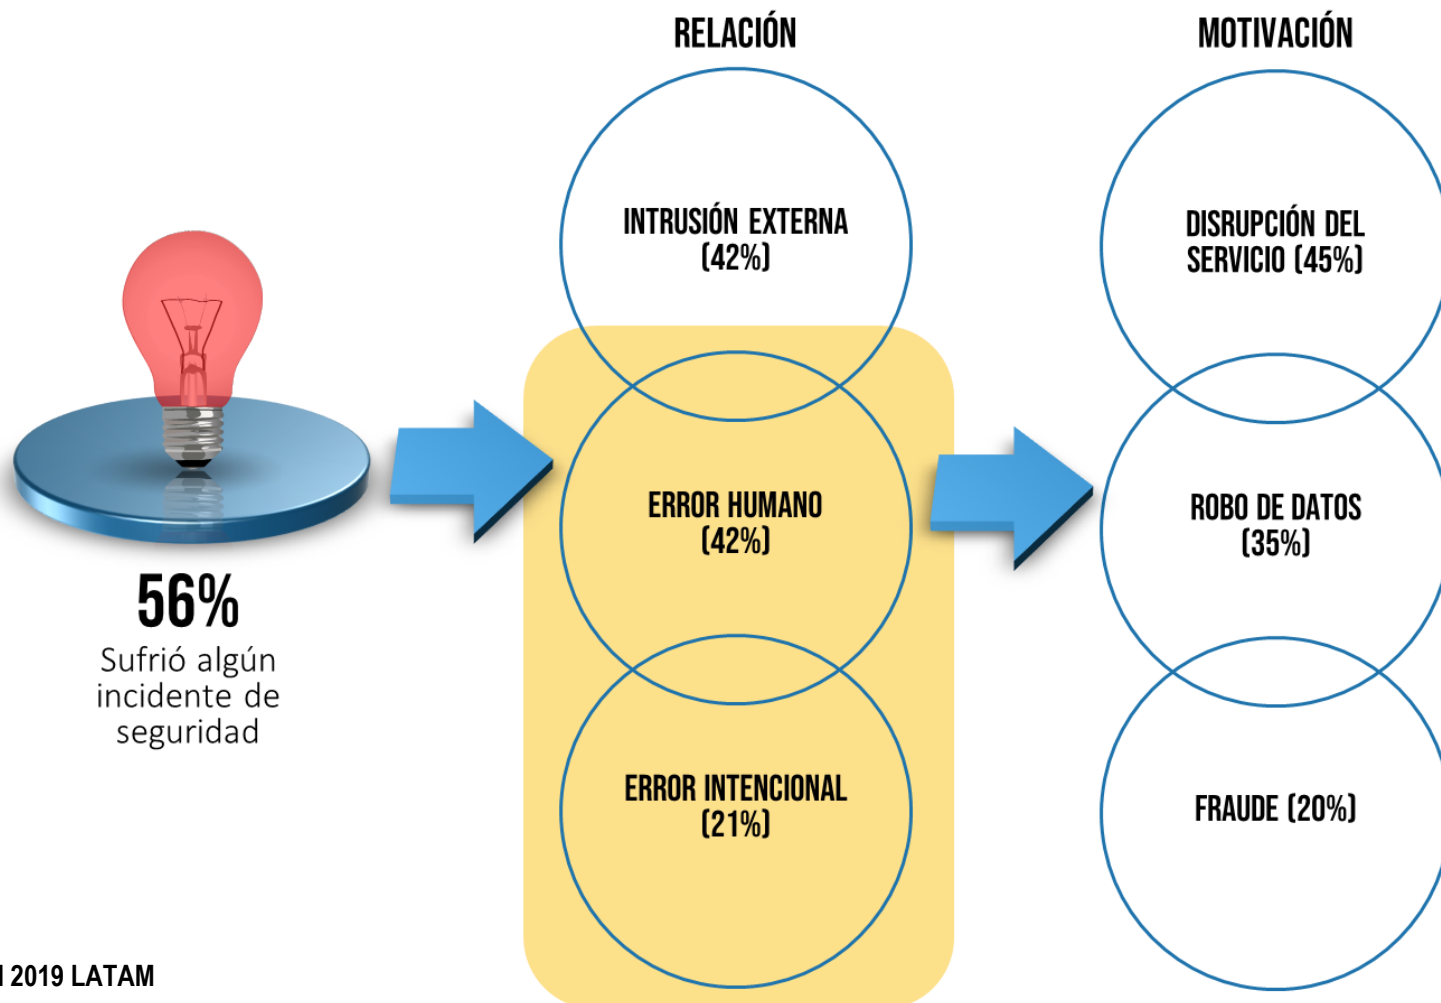 RELACIÓN
MOTIVACIÓN
INTRUSIÓN EXTERNA
(42%)
DISRUPCIÓN DEL
SERVICIO (45%)
ERROR HUMANO
(42%)
ROBO DE DATOS
(35%)
56%
Sufrió algún
incidente de
seguridad
ERROR INTENCIONAL
(21%)
FRAUDE (20%)
2019 LATAM